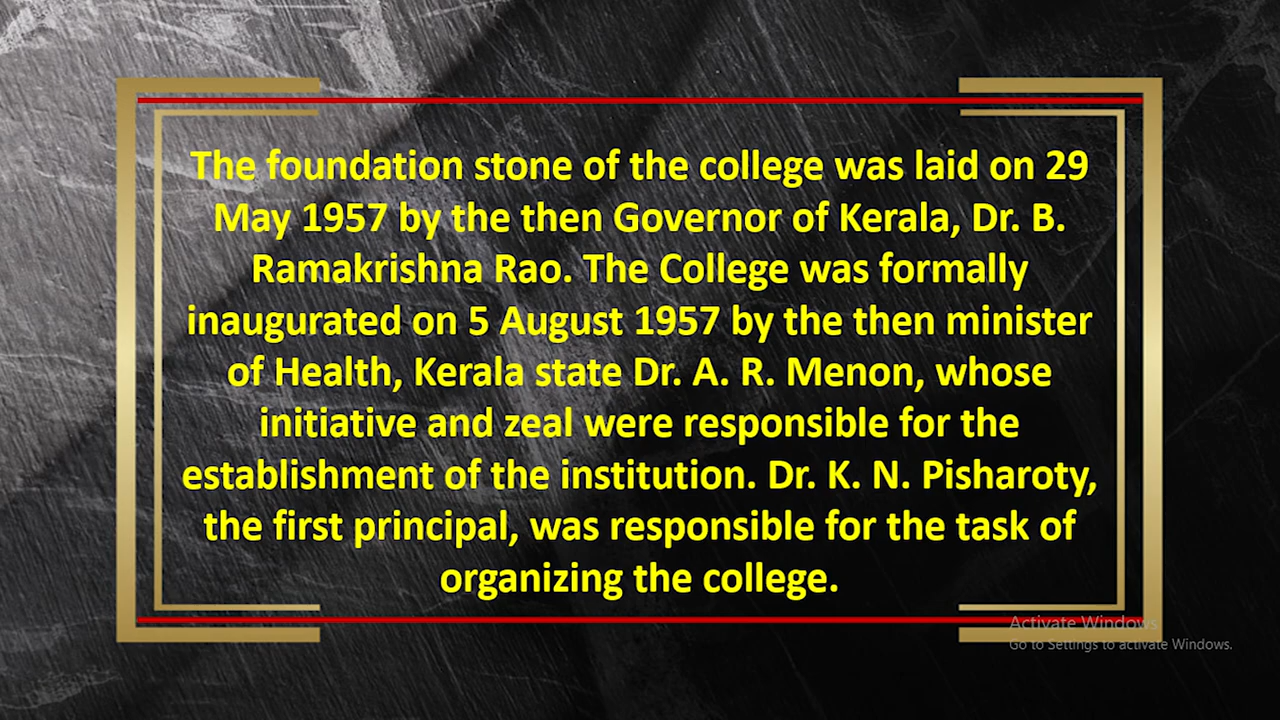 The foundation stone of the college was laid on 29
May 1957 by the then Governor of Kerala, Dr. B.
Ramakrishna Rao. The College was formally
inaugurated on 5 August 1957 by the then minister
of Health, Kerala state Dr. A. R. Menon, whose
initiative and zeal were responsible for the
establishment of the institution. Dr. K. N. Pisharoty,
the first principal, was responsible for the task of
organizing the college.
Activate Windows
Go to Settings to activate Windows.